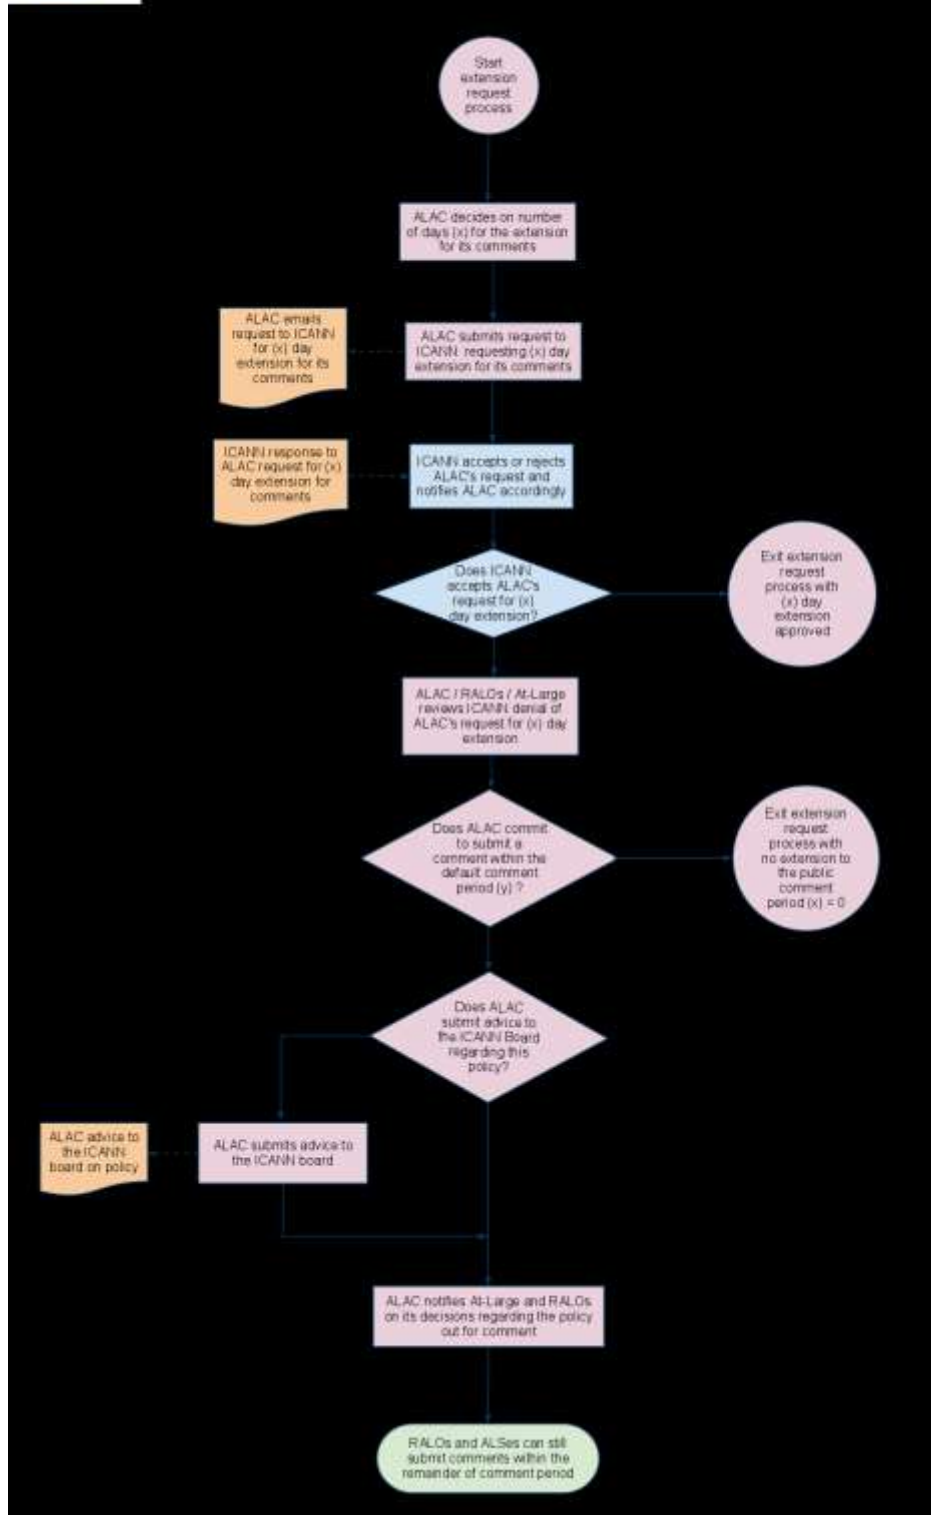 Start
extension
request
process
ALAC decides on number
of days (x) for the extension
for its comments
ALAC emails
request to ICANN
for (x) day
extension for its
comments
ALAC submits request to
ICANN requesting (x) day
extension for its comments
ICANN response to
ALAC request for (x)
day extension for
comments
ICANN accepts or rejects
ALAC's request and
notifies ALAC accordingly
Does ICANN
accepts ALAC's
request for (x)
day extension?
Exit extension
request
process with
(x) day
extension
approved
ALAC / RALOs / At-Large
reviews ICANN denial of
ALAC's request for (x) day
extension
Does ALAC commit
to submit a
comment within the
default comment
period (y) ?
Exit extension
request
process with
no extension to
the public
comment
period (x) = 0
Does ALAC
submit advice to
the ICANN Board
regarding this
policy?
ALAC advice to
the ICANN
board on policy
ALAC submits advice to
the ICANN board
ALAC notifies At-Large and RALOs
on its decisions regarding the policy
out for comment
RALOs and ALSes can still
submit comments within the
remainder of comment period